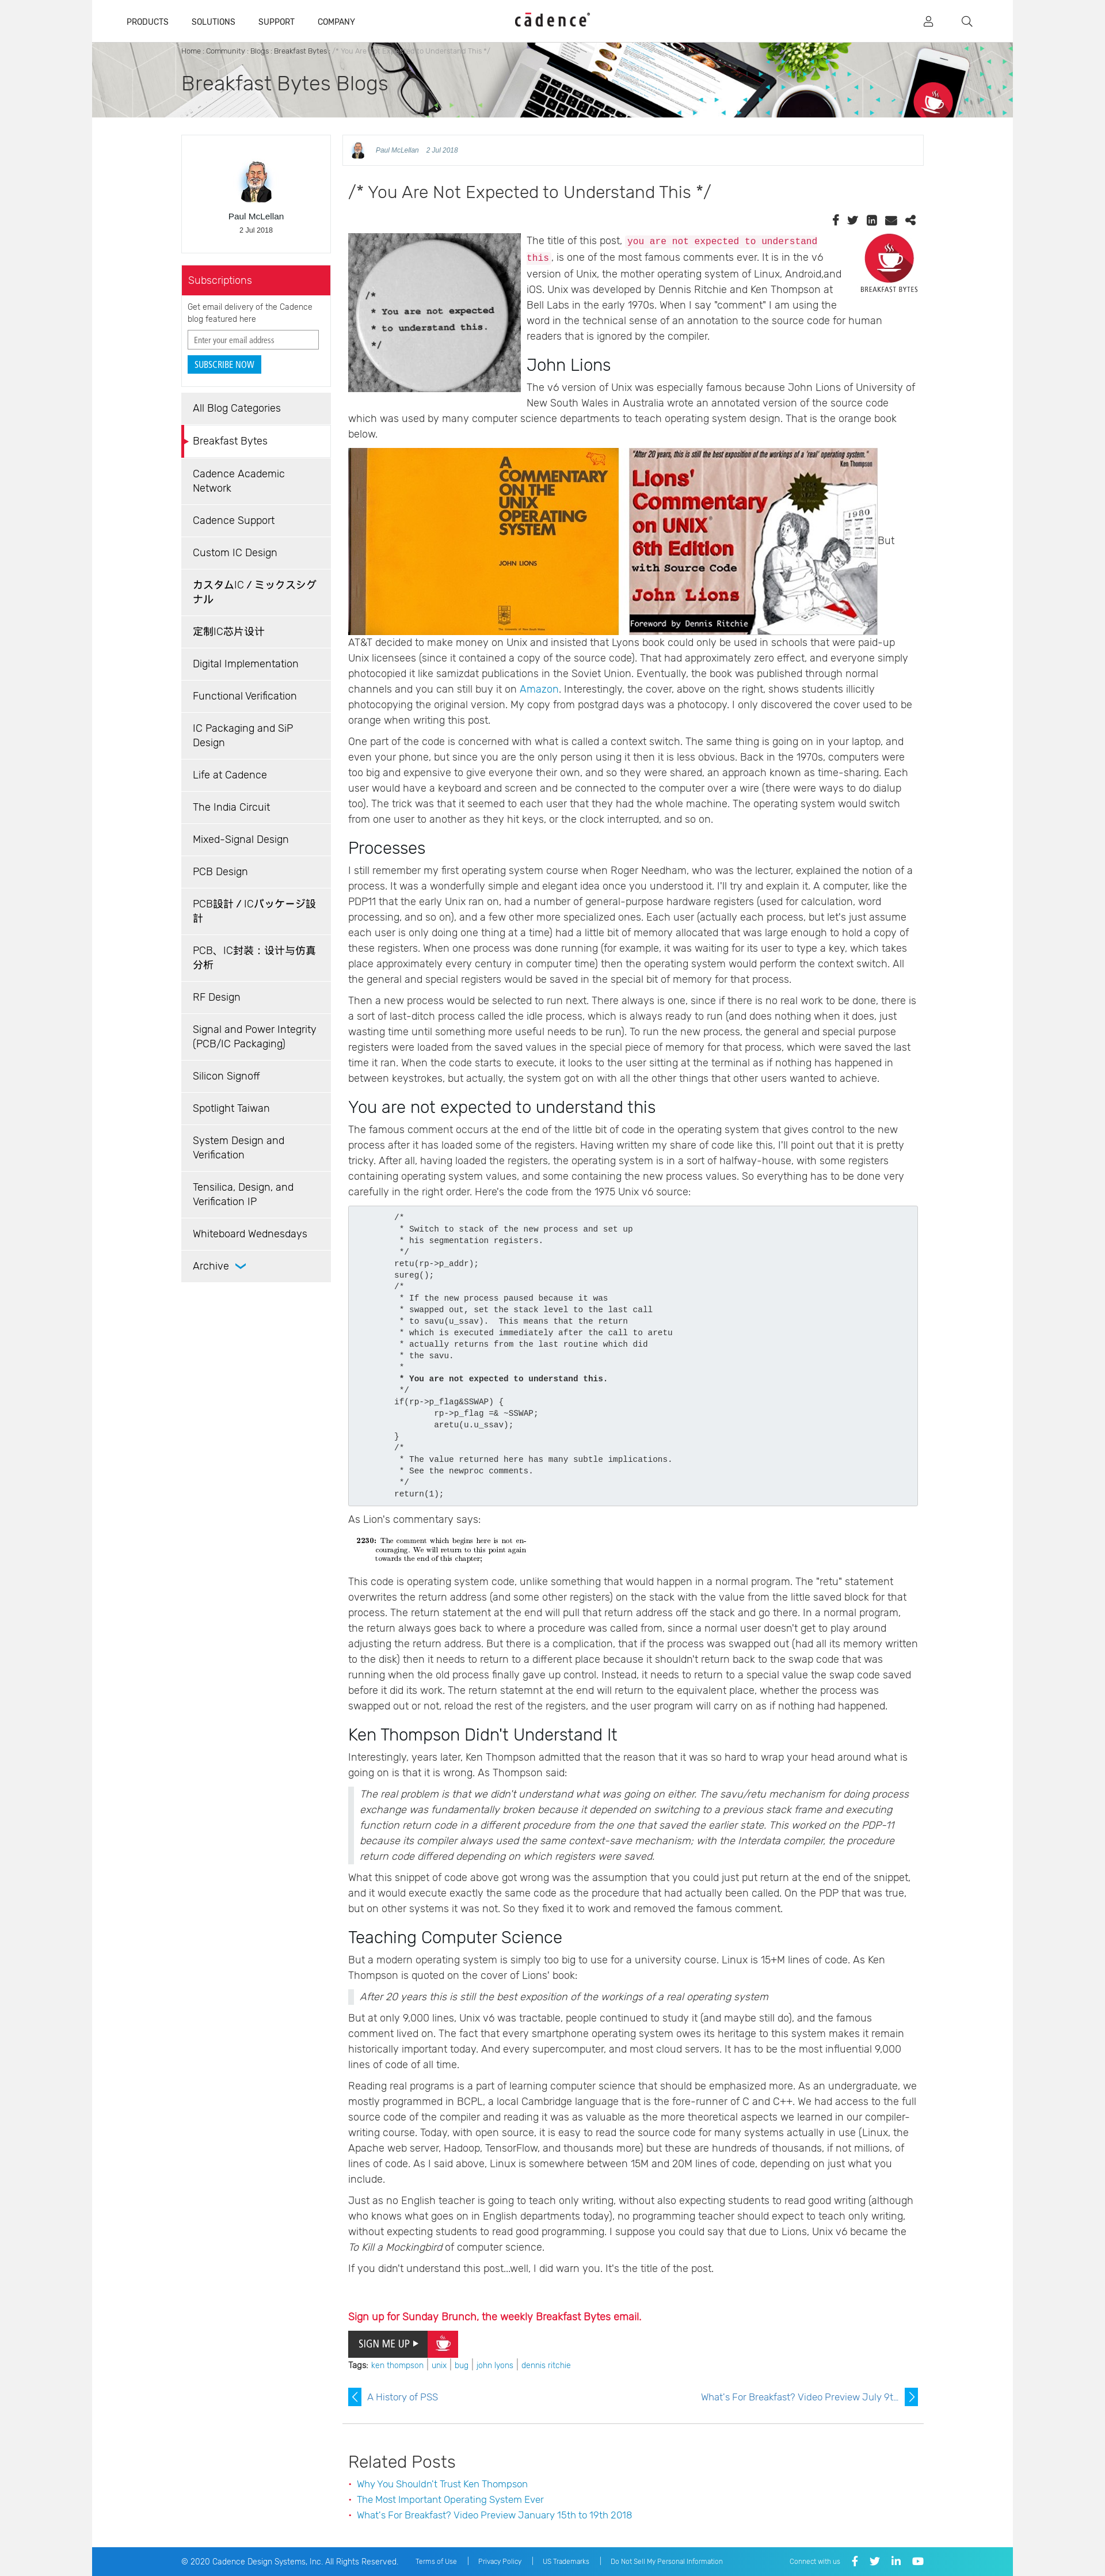 PRODUCTS SOLUTIONS SUPPORT COMPANY
cādence®
Home : Community : Blogs : Breakfast Bytes : /* You Are Not Expected to Understand This */
Breakfast Bytes Blogs
Paul McLellan
2 Jul 2018
Subscriptions
Get email delivery of the Cadence
blog featured here
Enter your email address
SUBSCRIBE NOW
All Blog Categories
Breakfast Bytes
Cadence Academic
Network
Cadence Support
Custom IC Design
カスタムIC / ミックスシグ
ナル
定制IC芯片设计
Digital Implementation
Functional Verification
IC Packaging and SiP
Design
Life at Cadence
The India Circuit
Mixed-Signal Design
PCB Design
PCB設計 / ICパッケージ設
計
PCB、IC封装：设计与仿真
分析
RF Design
Signal and Power Integrity
(PCB/IC Packaging)
Silicon Signoff
Spotlight Taiwan
System Design and
Verification
Tensilica, Design, and
Verification IP
Whiteboard Wednesdays
Archive
Paul McLellan 2 Jul 2018
/* You Are Not Expected to Understand This */
/*
* You are not expected
* to understand this.
*/
BREAKFAST BYTES
The title of this post, you are not expected to understand
this, is one of the most famous comments ever. It is in the v6
version of Unix, the mother operating system of Linux, Android,and
iOS. Unix was developed by Dennis Ritchie and Ken Thompson at
Bell Labs in the early 1970s. When I say "comment" I am using the
word in the technical sense of an annotation to the source code for human
readers that is ignored by the compiler.
John Lions
The v6 version of Unix was especially famous because John Lions of University of
New South Wales in Australia wrote an annotated version of the source code
which was used by many computer science departments to teach operating system design. That is the orange book
below.
A
COMMENTARY
ON THE
UNIX
OPERATING
SYSTEM
JOHN LIONS
"After 20 years, this is still the best exposition of the workings of a 'real' operating system."
Ken Thompson
Lions'
Commentary
on UNIX®
6th Edition
with Source Code
John Lions
Foreword by Dennis Ritchie
1980
But
AT&T decided to make money on Unix and insisted that Lyons book could only be used in schools that were paid-up
Unix licensees (since it contained a copy of the source code). That had approximately zero effect, and everyone simply
photocopied it like samizdat publications in the Soviet Union. Eventually, the book was published through normal
channels and you can still buy it on Amazon. Interestingly, the cover, above on the right, shows students illicitly
photocopying the original version. My copy from postgrad days was a photocopy. I only discovered the cover used to be
orange when writing this post.
One part of the code is concerned with what is called a context switch. The same thing is going on in your laptop, and
even your phone, but since you are the only person using it then it is less obvious. Back in the 1970s, computers were
too big and expensive to give everyone their own, and so they were shared, an approach known as time-sharing. Each
user would have a keyboard and screen and be connected to the computer over a wire (there were ways to do dialup
too). The trick was that it seemed to each user that they had the whole machine. The operating system would switch
from one user to another as they hit keys, or the clock interrupted, and so on.
Processes
I still remember my first operating system course when Roger Needham, who was the lecturer, explained the notion of a
process. It was a wonderfully simple and elegant idea once you understood it. I'll try and explain it. A computer, like the
PDP11 that the early Unix ran on, had a limited number of general-purpose hardware registers (used for calculation, word
processing, and so on), and a few other more specialized ones. Each user (actually each process, but let's just assume
each user is only doing one thing at a time) had a little bit of memory allocated that was large enough to hold a copy of
these registers. When one process was done running (for example, it was waiting for its user to type a key, which takes
place approximately every century in computer time) then the operating system would perform the context switch. All
the general and special registers would be saved in the special bit of memory for that process.
Then a new process would be selected to run next. There always is one, since if there is no real work to be done, there is
a sort of last-ditch process called the idle process, which is always ready to run (and does nothing when it does, just
wasting time until something more useful needs to be run). To run the new process, the general and special purpose
registers were loaded from the saved values in the special piece of memory for that process, which were saved the last
time it ran. When the code starts to execute, it looks to the user sitting at the terminal as if nothing has happened in
between keystrokes, but actually, the system got on with all the other things that other users wanted to achieve.
You are not expected to understand this
The famous comment occurs at the end of the little bit of code in the operating system that gives control to the new
process after it has loaded some of the registers. Having written my share of code like this, I'll point out that it is pretty
tricky. After all, having loaded the registers, the operating system is in a sort of halfway-house, with some registers
containing operating system values, and some containing the new process values. So everything has to be done very
carefully in the right order. Here's the code from the 1975 Unix v6 source:
/*
* Switch to stack of the new process and set up
* his segmentation registers.
*/
retu(rp->p_addr);
sureg();
/*
* If the new process paused because it was
* swapped out, set the stack level to the last call
* to savu(u_ssav).  This means that the return
* which is executed immediately after the call to aretu
* actually returns from the last routine which did
* the savu.
*
* You are not expected to understand this.
*/
if(rp->p_flag&SSWAP) {
rp->p_flag =& ~SSWAP;
aretu(u.u_ssav);
}
/*
* The value returned here has many subtle implications.
* See the newproc comments.
*/
return(1);
As Lion's commentary says:
2230: The comment which begins here is not en-
couraging. We will return to this point again
towards the end of this chapter;
This code is operating system code, unlike something that would happen in a normal program. The "retu" statement
overwrites the return address (and some other registers) on the stack with the value from the little saved block for that
process. The return statement at the end will pull that return address off the stack and go there. In a normal program,
the return always goes back to where a procedure was called from, since a normal user doesn't get to play around
adjusting the return address. But there is a complication, that if the process was swapped out (had all its memory written
to the disk) then it needs to return to a different place because it shouldn't return back to the swap code that was
running when the old process finally gave up control. Instead, it needs to return to a special value the swap code saved
before it did its work. The return statemnt at the end will return to the equivalent place, whether the process was
swapped out or not, reload the rest of the registers, and the user program will carry on as if nothing had happened.
Ken Thompson Didn't Understand It
Interestingly, years later, Ken Thompson admitted that the reason that it was so hard to wrap your head around what is
going on is that it is wrong. As Thompson said:
The real problem is that we didn't understand what was going on either. The savu/retu mechanism for doing process
exchange was fundamentally broken because it depended on switching to a previous stack frame and executing
function return code in a different procedure from the one that saved the earlier state. This worked on the PDP-11
because its compiler always used the same context-save mechanism; with the Interdata compiler, the procedure
return code differed depending on which registers were saved.
What this snippet of code above got wrong was the assumption that you could just put return at the end of the snippet,
and it would execute exactly the same code as the procedure that had actually been called. On the PDP that was true,
but on other systems it was not. So they fixed it to work and removed the famous comment.
Teaching Computer Science
But a modern operating system is simply too big to use for a university course. Linux is 15+M lines of code. As Ken
Thompson is quoted on the cover of Lions' book:
After 20 years this is still the best exposition of the workings of a real operating system
But at only 9,000 lines, Unix v6 was tractable, people continued to study it (and maybe still do), and the famous
comment lived on. The fact that every smartphone operating system owes its heritage to this system makes it remain
historically important today. And every supercomputer, and most cloud servers. It has to be the most influential 9,000
lines of code of all time.
Reading real programs is a part of learning computer science that should be emphasized more. As an undergraduate, we
mostly programmed in BCPL, a local Cambridge language that is the fore-runner of C and C++. We had access to the full
source code of the compiler and reading it was as valuable as the more theoretical aspects we learned in our compiler-
writing course. Today, with open source, it is easy to read the source code for many systems actually in use (Linux, the
Apache web server, Hadoop, TensorFlow, and thousands more) but these are hundreds of thousands, if not millions, of
lines of code. As I said above, Linux is somewhere between 15M and 20M lines of code, depending on just what you
include.
Just as no English teacher is going to teach only writing, without also expecting students to read good writing (although
who knows what goes on in English departments today), no programming teacher should expect to teach only writing,
without expecting students to read good programming. I suppose you could say that due to Lions, Unix v6 became the
To Kill a Mockingbird of computer science.
If you didn't understand this post...well, I did warn you. It's the title of the post.
Sign up for Sunday Brunch, the weekly Breakfast Bytes email.
SIGN ME UP
Tags: ken thompson | unix | bug | john lyons | dennis ritchie
A History of PSS
What's For Breakfast? Video Preview July 9t...
Related Posts
• Why You Shouldn't Trust Ken Thompson
• The Most Important Operating System Ever
• What's For Breakfast? Video Preview January 15th to 19th 2018
© 2020 Cadence Design Systems, Inc. All Rights Reserved. Terms of Use | Privacy Policy | US Trademarks | Do Not Sell My Personal Information Connect with us